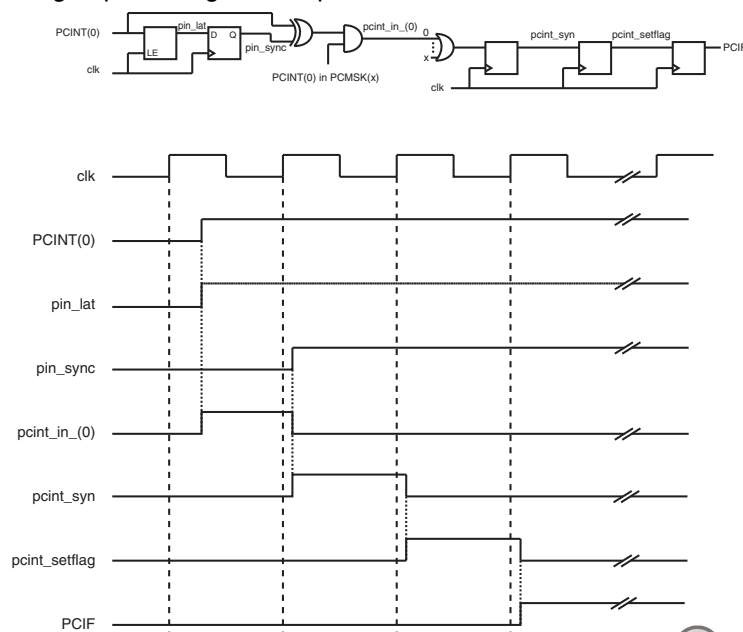 PCINT(0)
pin_lat
LE
D Q
pin_sync
clk
PCINT(0) in PCMSK(x)
pcint_in_(0)
0
x
pcint_syn
pcint_setflag
clk
clk
PCINT(0)
pin_lat
pin_sync
pcint_in_(0)
pcint_syn
pcint_setflag
PCIF